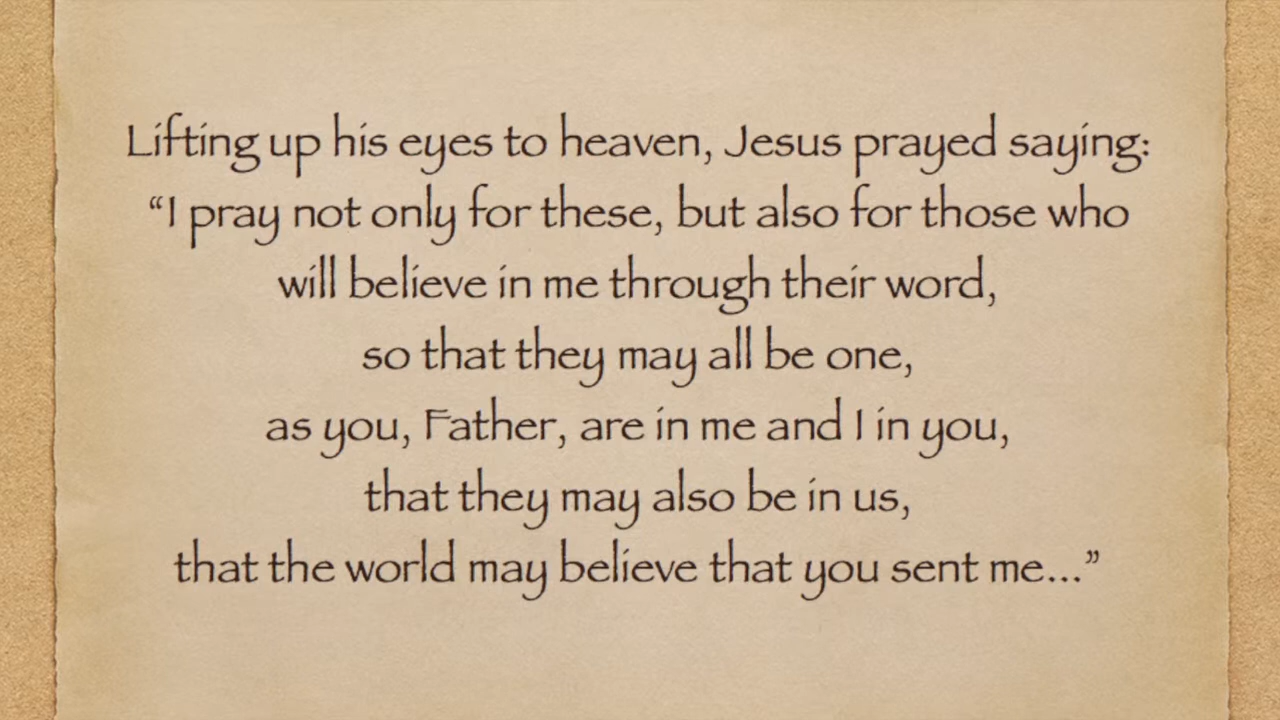 Lifting up his eyes to heaven, Jesus prayed saying:
“I pray not only for these, but also for those who
will believe in me through their word,
so that they may all be one,
as you, Father, are in me and I in you,
that they may also be in us,
that the world may believe that you sent me...”